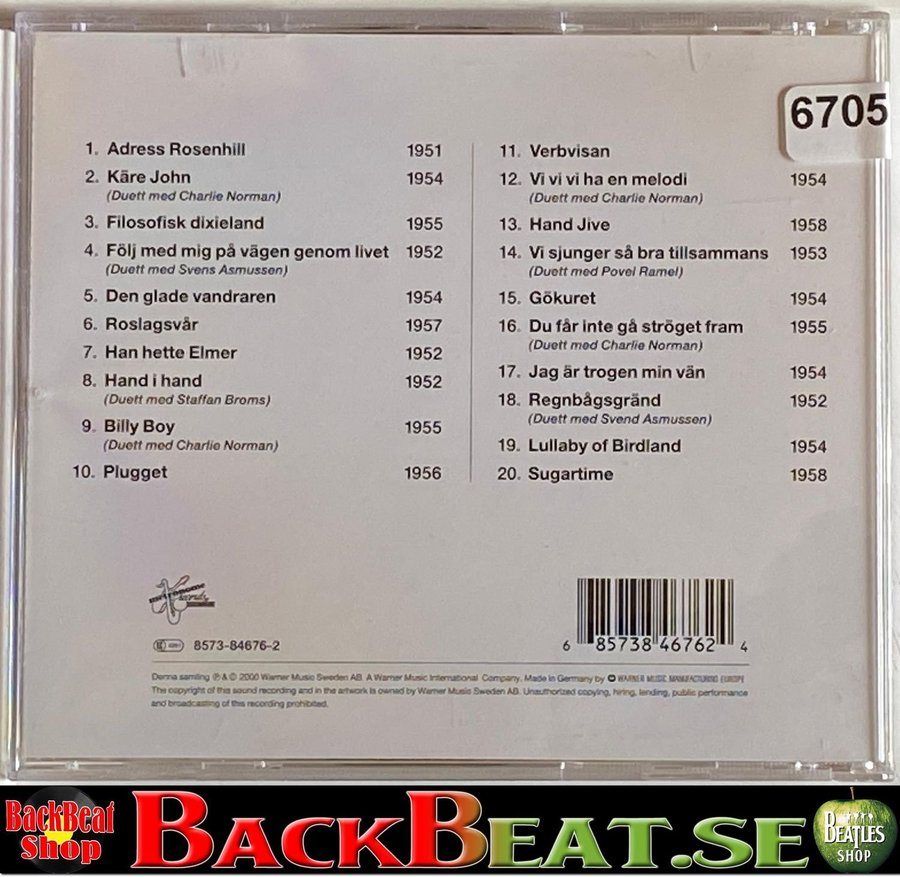 6705
1. Adress Rosenhill 1951
2. Käre John 1954
(Duett med Charlie Norman)
3. Filosofisk dixieland 1955
4. Följ med mig på vägen genom livet 1952
(Duett med Svens Asmussen)
5. Den glade vandraren 1954
6. Roslagsvår 1957
7. Han hette Elmer 1952
8. Hand i hand 1952
(Duett med Staffan Broms)
9. Billy Boy 1955
(Duett med Charlie Norman)
10. Plugget 1956
11. Verbvisan
12. Vi vi vi ha en melodi 1954
(Duett med Charlie Norman)
13. Hand Jive 1958
14. Vi sjunger så bra tillsammans 1953
(Duett med Povel Ramel)
15. Gökuret 1954
16. Du får inte gå ströget fram 1955
(Duett med Charlie Norman)
17. Jag är trogen min vän 1954
18. Regnbågsgränd 1952
(Duett med Svend Asmussen)
19. Lullaby of Birdland 1954
20. Sugartime 1958
metronome
8573-84676-2
6 85738 46762 4
Denna samling ℗ & © 2000 Warner Music Sweden AB. A Warner Music International Company. Made in Germany by WARNER MUSIC MANUFACTURING EUROPE
The copyright of this sound recording and in the artwork is owned by Warner Music Sweden AB. Unauthorized copying, hiring, lending, public performance
and broadcasting of this recording prohibited.
BackBeat
Shop
BACKBEAT.SE
BEATLES
SHOP